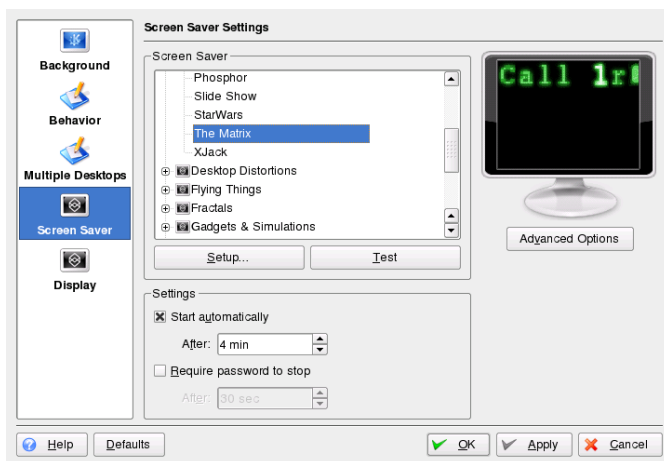 Screen Saver Settings
Background
Behavior
Multiple Desktops
Screen Saver
Display
Screen Saver
Phosphor
Slide Show
StarWars
The Matrix
XJack
Desktop Distortions
Flying Things
Fractals
Gadgets & Simulations
Setup...
Test
Settings
Start automatically
After: 4 min
Require password to stop
After: 30 sec
Call 1r
Advanced Options
Help
Defaults
OK
Apply
Cancel